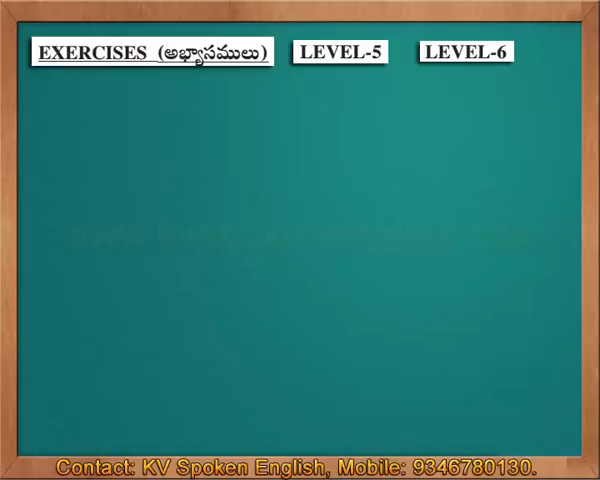 EXERCISES (అభ్యాసములు) LEVEL-5 LEVEL-6
Contact: KV Spoken English, Mobile: 9346780130.